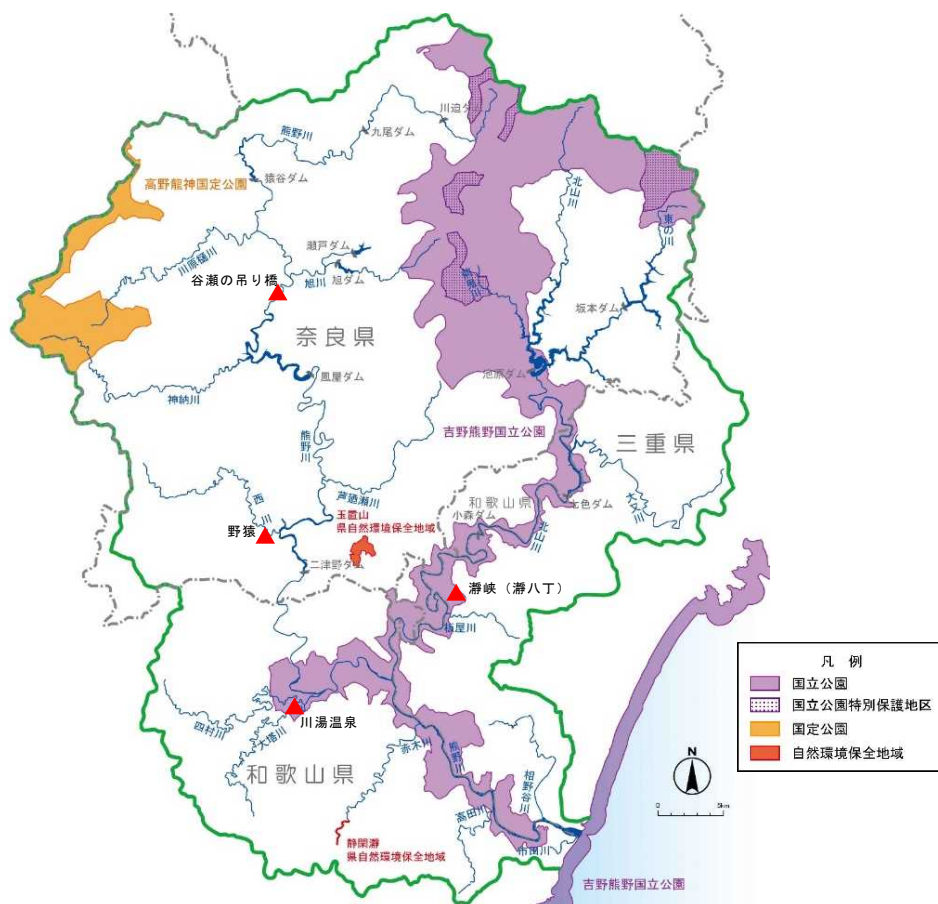 川迫ダム
九尾ダム
熊野川
猿谷ダム
高野龍神国定公園
北山川
東の川
瀬戸ダム
川原樋川
旭川
旭ダム
谷瀬の吊り橋
坂本ダム
奈良県
池原ダム
風屋ダム
神納川
吉野熊野国立公園
三重県
熊野川
大又川
芦廼瀬川
和歌山県
七色ダム
西川
玉置山
県自然環境保全地域
小森ダム
北山川
野猿
二津野ダム
瀞峡（瀞八丁）
凡 例
国立公園
国立公園特別保護地区
国定公園
自然環境保全地域
川湯温泉
四村川
大塔川
赤木川
熊野川
和歌山県
相野谷川
N
0
5km
高田川
静閑瀞
県自然環境保全地域
市田川
吉野熊野国立公園